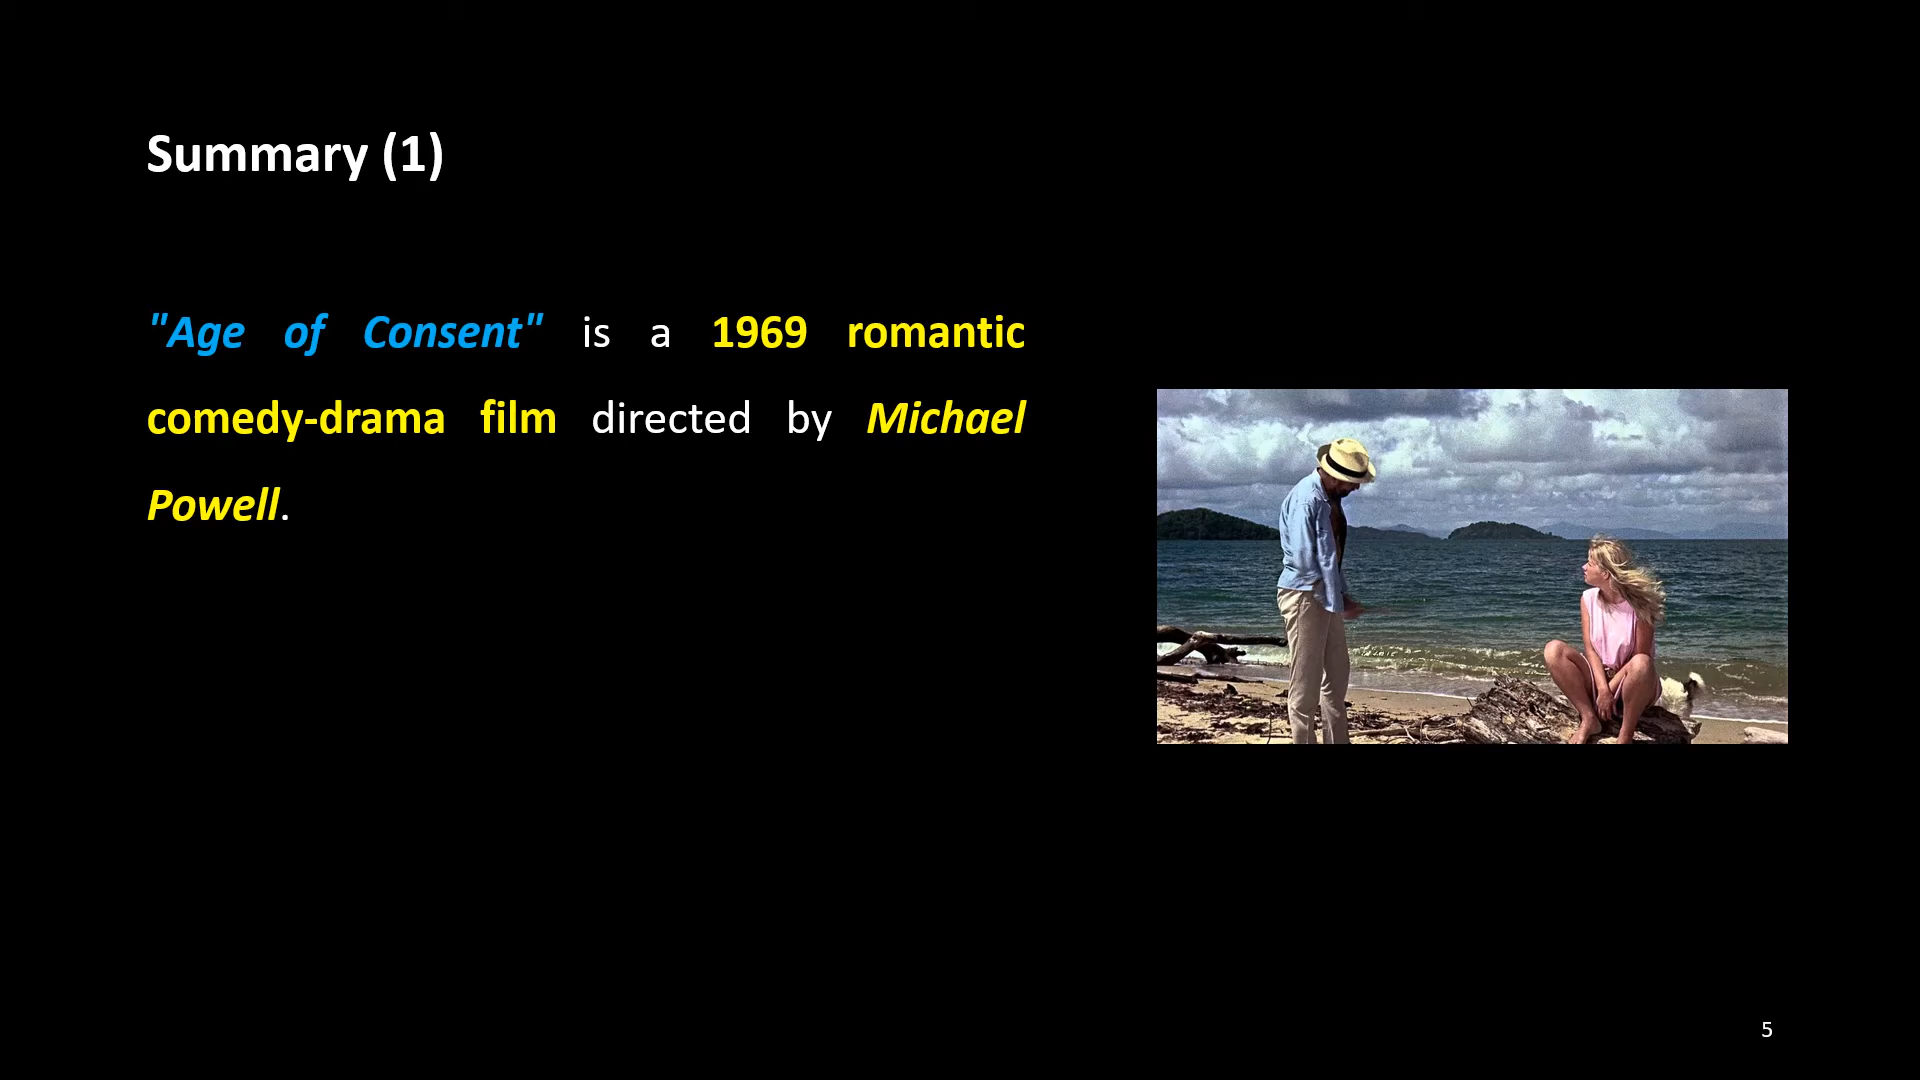 Summary (1)
"Age of Consent" is a 1969 romantic
comedy-drama film directed by Michael
Powell.
5